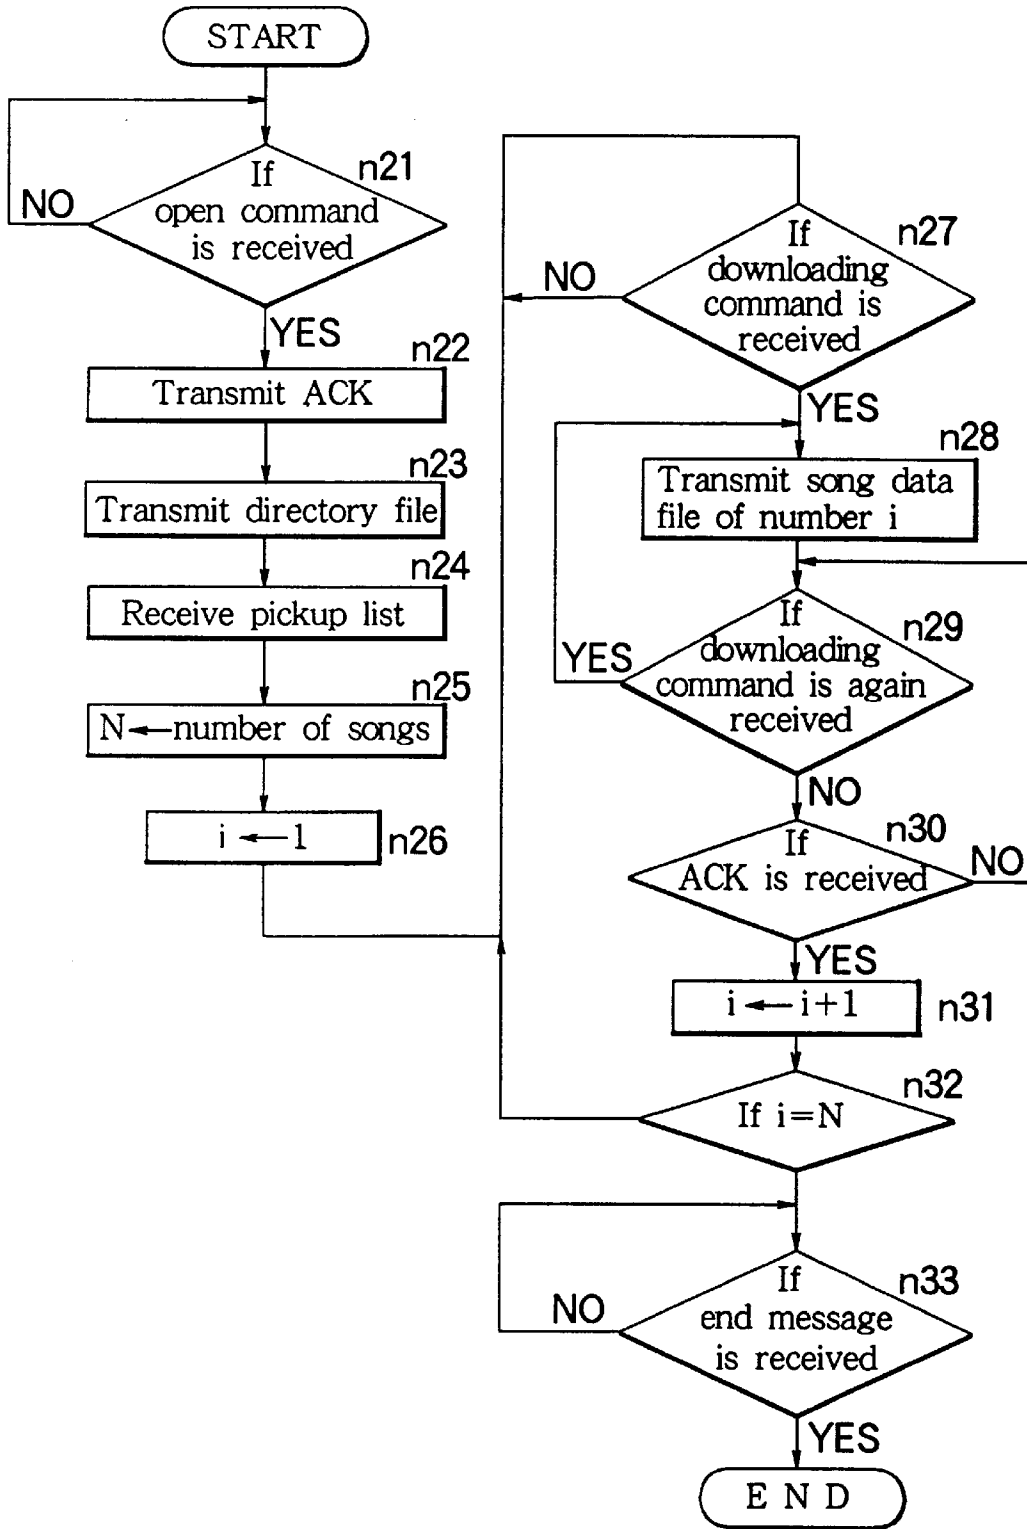 START
n21
If
open command
is received
NO
YES
n22
Transmit ACK
n23
Transmit directory file
n24
Receive pickup list
n25
N←number of songs
i ← 1
n26
n27
If
downloading
command is
received
NO
YES
n28
Transmit song data
file of number i
n29
If
downloading
command is again
received
YES
NO
n30
If
ACK is received
NO
YES
i ← i+1
n31
n32
If i=N
n33
If
end message
is received
NO
YES
E N D